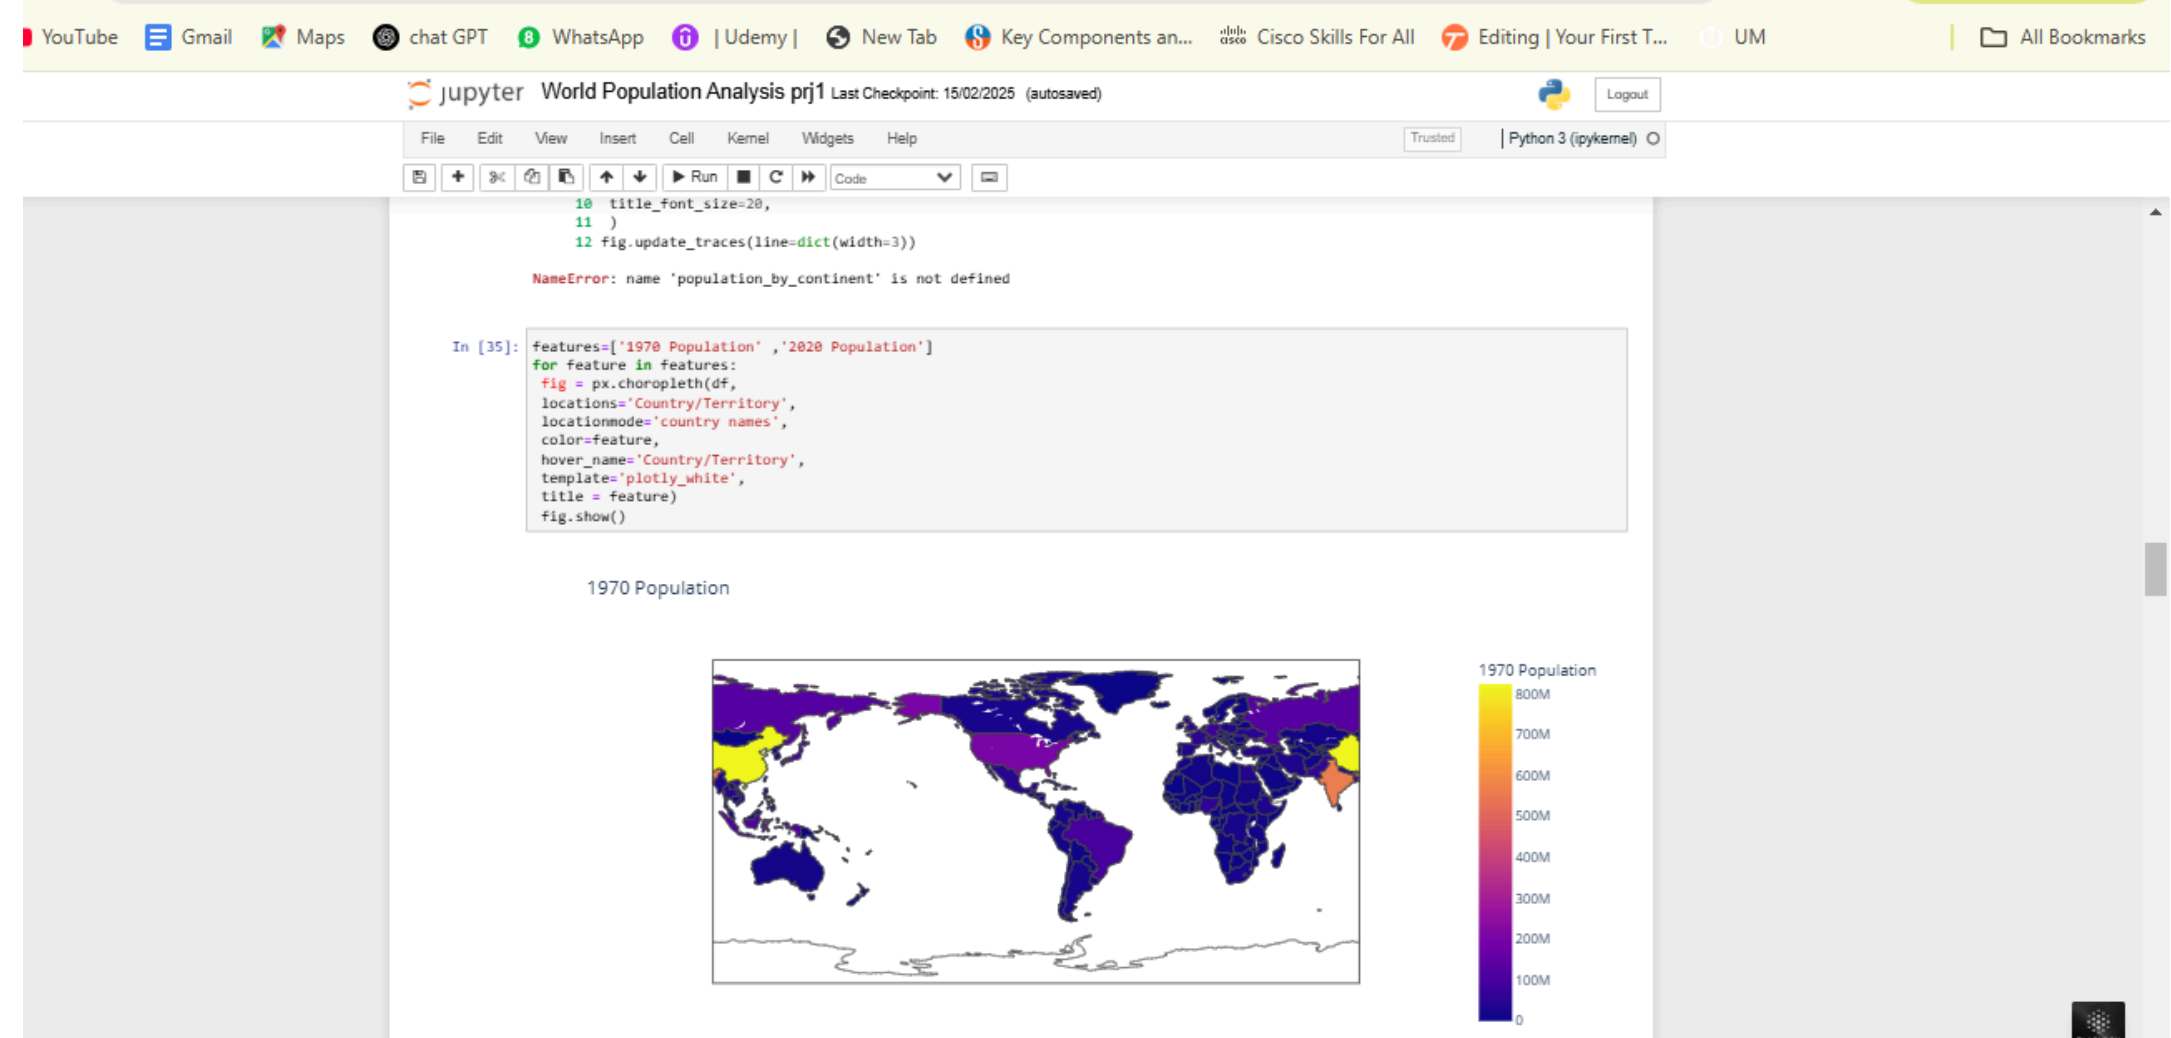 YouTube Gmail Maps chat GPT WhatsApp | Udemy | New Tab Key Components an... Cisco Skills For All Editing | Your First T... UM All Bookmarks
jupyter World Population Analysis prj1 Last Checkpoint: 15/02/2025 (autosaved) Logout
File Edit View Insert Cell Kernel Widgets Help Trusted Python 3 (ipykernel)
Run Code
10 title_font_size=20,
11 )
12 fig.update_traces(line=dict(width=3))
NameError: name 'population_by_continent' is not defined
In [35]: features=['1970 Population' ,'2020 Population']
for feature in features:
fig = px.choropleth(df,
locations='Country/Territory',
locationmode='country names',
color=feature,
hover_name='Country/Territory',
template='plotly_white',
title = feature)
fig.show()
1970 Population
1970 Population
800M
700M
600M
500M
400M
300M
200M
100M
0